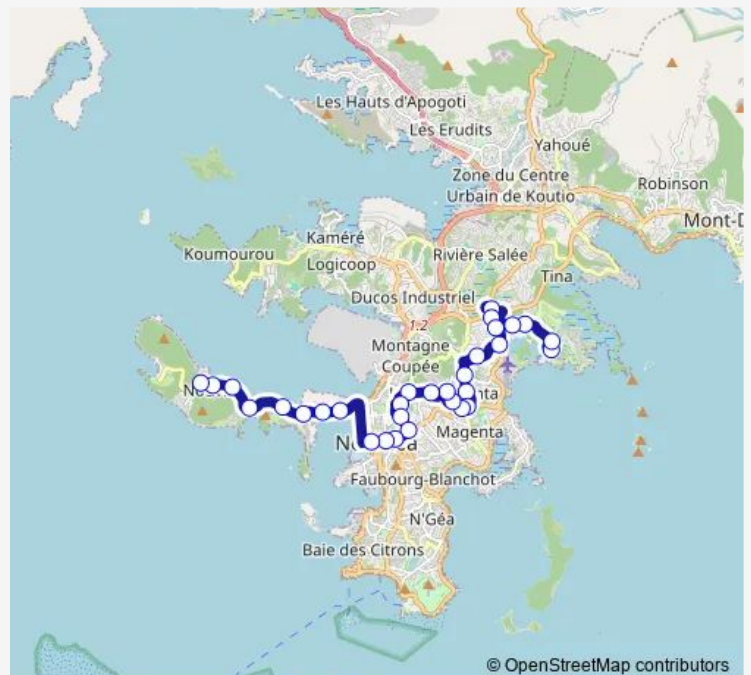 Les Hauts d'Apogoti
Les Erudits
Yahoué
Zone du Centre
Urbain de Koutio
Robinson
Mont-D
Kaméré
Koumourou
Logicoop
Rivière Salée
Tina
Ducos Industriel
1.2
Montagne
Coupée
Magenta
Faubourg-Blanchot
N'Géa
Baie des Citrons
© OpenStreetMap contributors